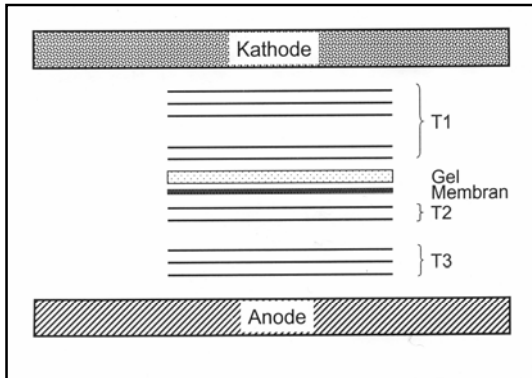 Kathode
T1
Gel
Membran
T2
T3
Anode